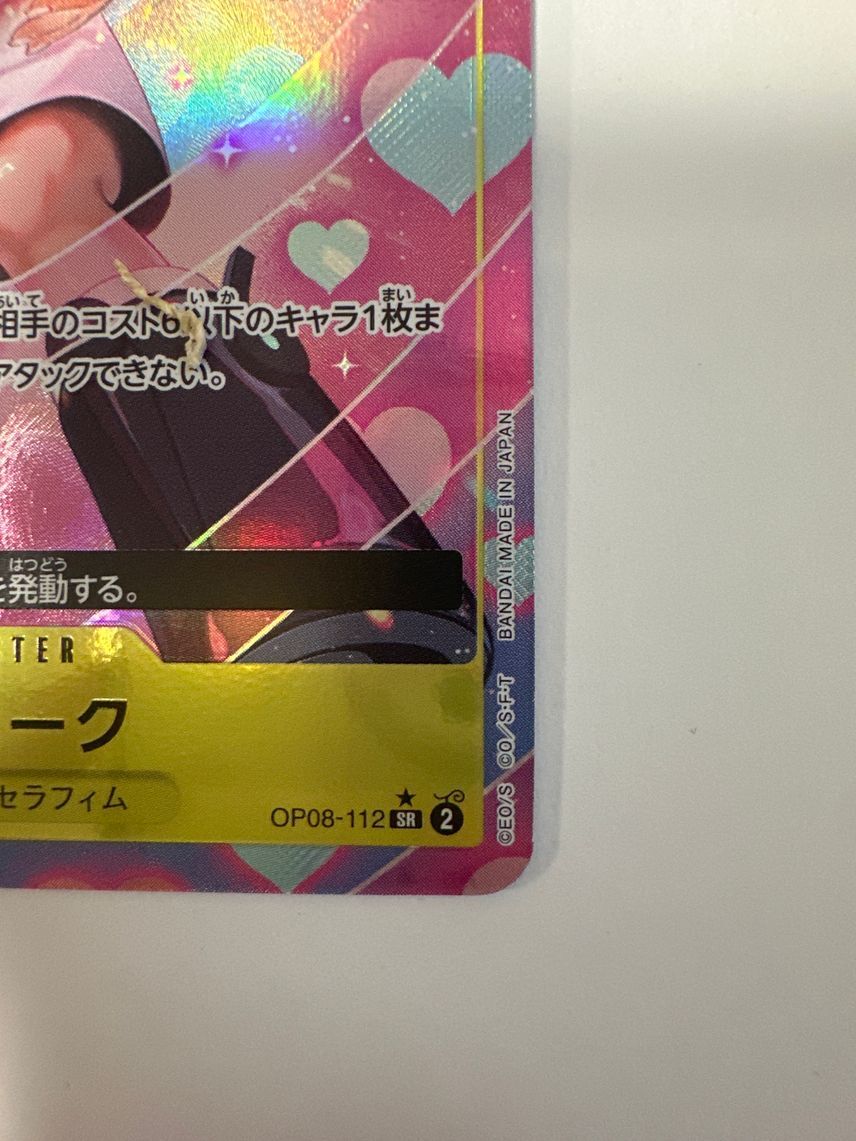 相手のコスト6以下のキャラ1枚ま
アタックできない。
を発動する。
TER
ーク
セラフィム
OP08-112 ★ SR 2
©E0/S ©O/S·F·T BANDAI MADE IN JAPAN